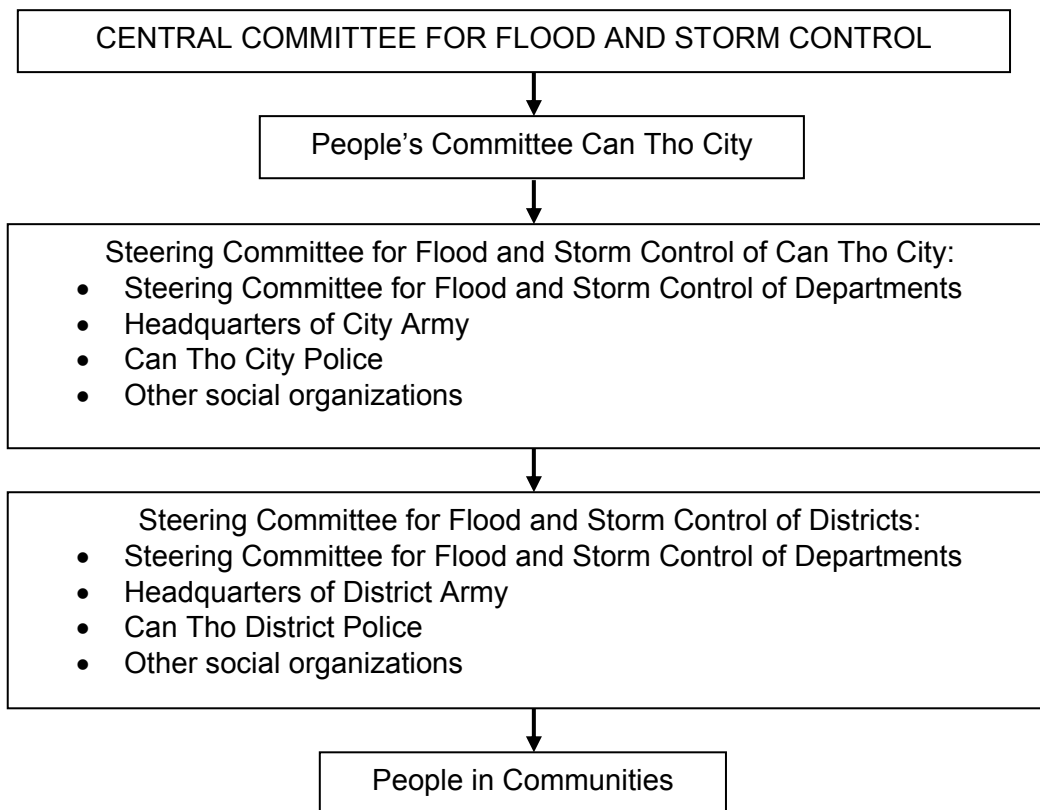 CENTRAL COMMITTEE FOR FLOOD AND STORM CONTROL
People’s Committee Can Tho City
Steering Committee for Flood and Storm Control of Can Tho City:
• Steering Committee for Flood and Storm Control of Departments
• Headquarters of City Army
• Can Tho City Police
• Other social organizations
Steering Committee for Flood and Storm Control of Districts:
• Steering Committee for Flood and Storm Control of Departments
• Headquarters of District Army
• Can Tho District Police
• Other social organizations
People in Communities